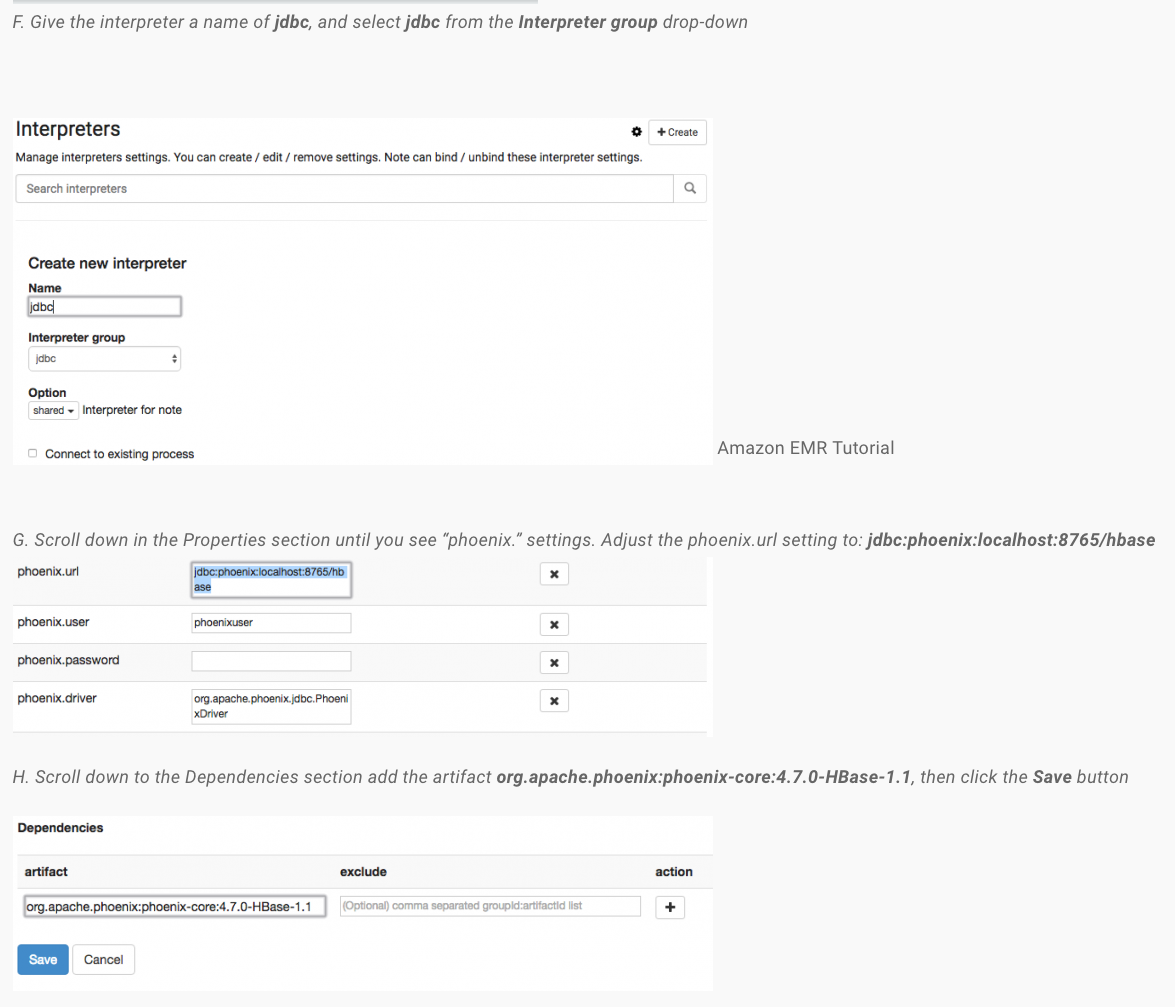 F. Give the interpreter a name of jdbc, and select jdbc from the Interpreter group drop-down
Interpreters
+ Create
Manage interpreters settings. You can create / edit / remove settings. Note can bind / unbind these interpreter settings.
Search interpreters
Create new interpreter
Name
jdbc
Interpreter group
jdbc
Option
shared Interpreter for note
Connect to existing process
Amazon EMR Tutorial
G. Scroll down in the Properties section until you see “phoenix.” settings. Adjust the phoenix.url setting to: jdbc:phoenix:localhost:8765/hbase
phoenix.url
jdbc:phoenix:localhost:8765/hb
ase
phoenix.user
phoenixuser
phoenix.password
phoenix.driver
org.apache.phoenix.jdbc.Phoeni
xDriver
H. Scroll down to the Dependencies section add the artifact org.apache.phoenix:phoenix-core:4.7.0-HBase-1.1, then click the Save button
Dependencies
artifact exclude action
org.apache.phoenix:phoenix-core:4.7.0-HBase-1.1 (Optional) comma separated groupId:artifactId list +
Save Cancel